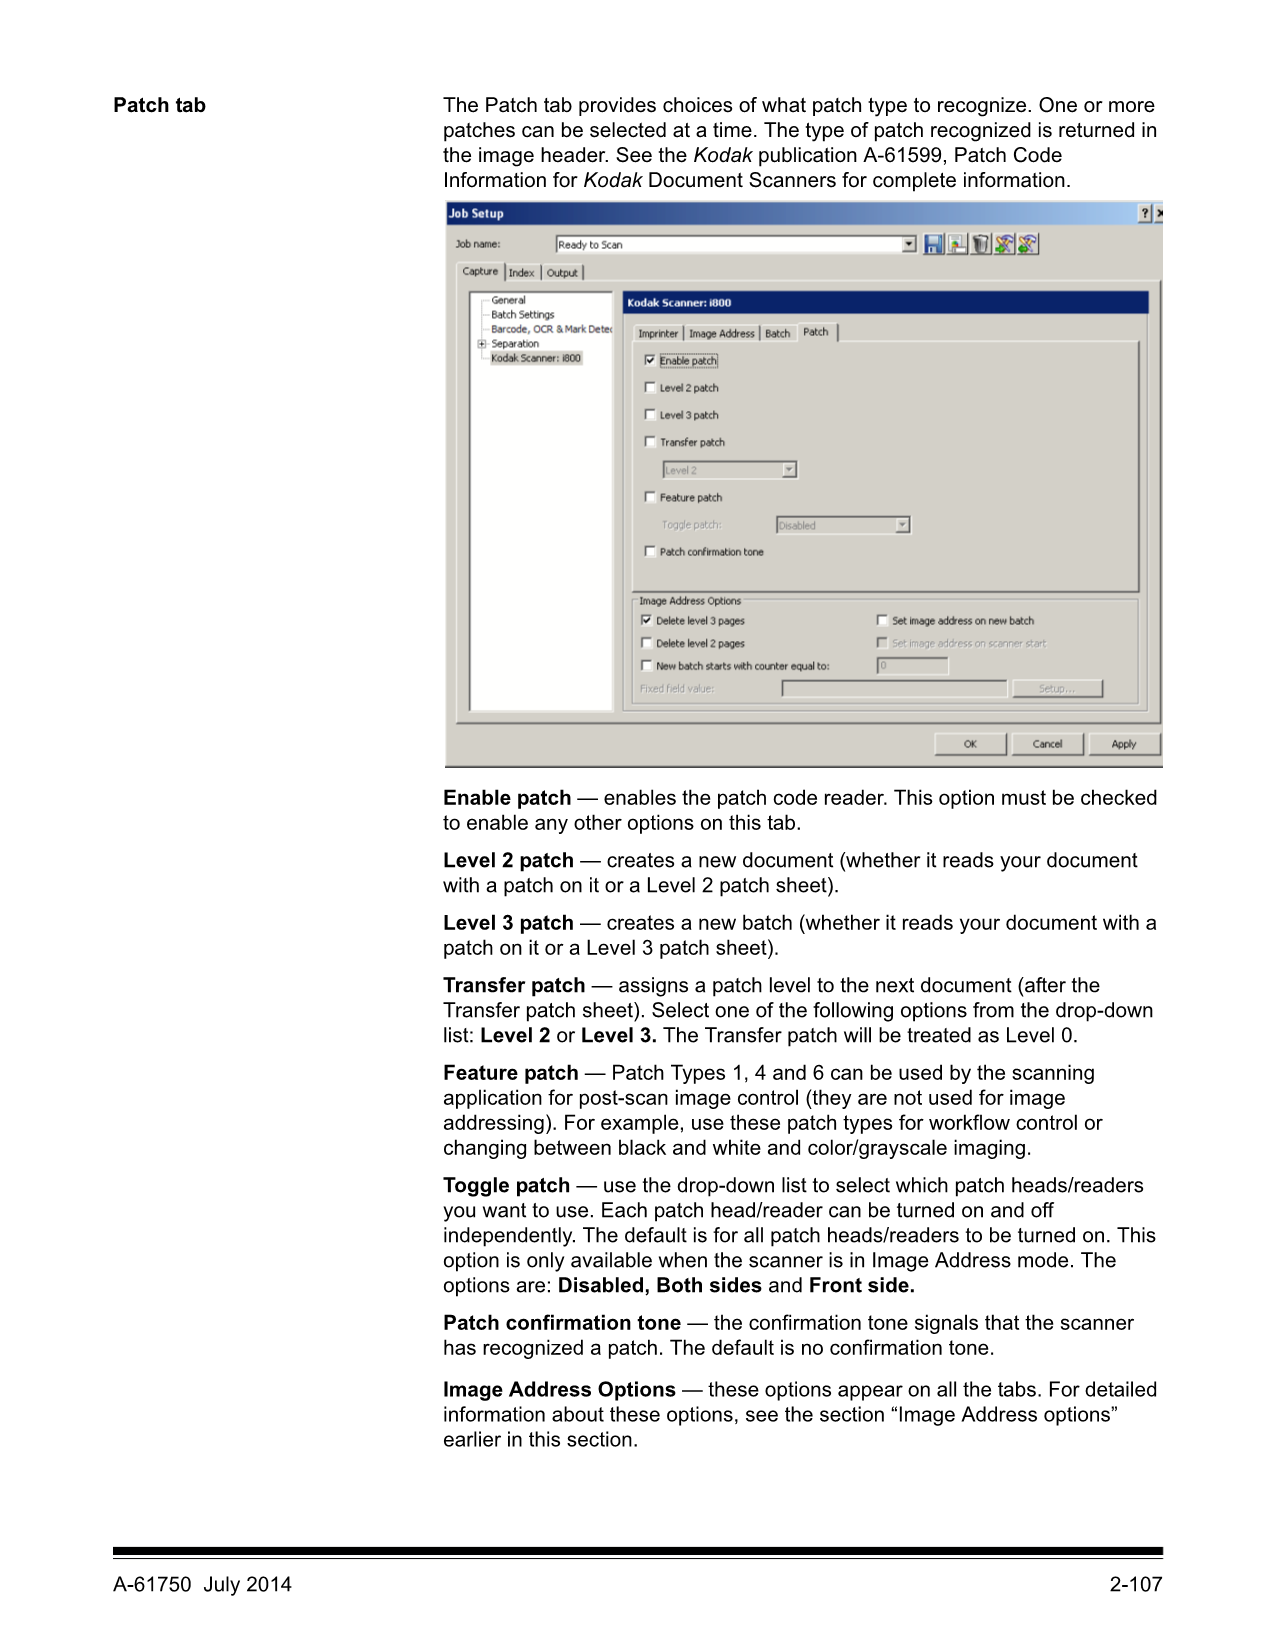 Patch tab
The Patch tab provides choices of what patch type to recognize. One or more
patches can be selected at a time. The type of patch recognized is returned in
the image header. See the Kodak publication A-61599, Patch Code
Information for Kodak Document Scanners for complete information.
Job Setup
Job name: Ready to Scan
Capture Index Output
General
Batch Settings
Barcode, OCR & Mark Detec
Separation
Kodak Scanner: i800
Kodak Scanner: i800
Imprinter Image Address Batch Patch
Enable patch
Level 2 patch
Level 3 patch
Transfer patch
Level 2
Feature patch
Toggle patch: Disabled
Patch confirmation tone
Image Address Options
Delete level 3 pages Set image address on new batch
Delete level 2 pages Set image address on scanner start
New batch starts with counter equal to: 0
Fixed field value: Setup...
OK Cancel Apply
Enable patch — enables the patch code reader. This option must be checked
to enable any other options on this tab.
Level 2 patch — creates a new document (whether it reads your document
with a patch on it or a Level 2 patch sheet).
Level 3 patch — creates a new batch (whether it reads your document with a
patch on it or a Level 3 patch sheet).
Transfer patch — assigns a patch level to the next document (after the
Transfer patch sheet). Select one of the following options from the drop-down
list: Level 2 or Level 3. The Transfer patch will be treated as Level 0.
Feature patch — Patch Types 1, 4 and 6 can be used by the scanning
application for post-scan image control (they are not used for image
addressing). For example, use these patch types for workflow control or
changing between black and white and color/grayscale imaging.
Toggle patch — use the drop-down list to select which patch heads/readers
you want to use. Each patch head/reader can be turned on and off
independently. The default is for all patch heads/readers to be turned on. This
option is only available when the scanner is in Image Address mode. The
options are: Disabled, Both sides and Front side.
Patch confirmation tone — the confirmation tone signals that the scanner
has recognized a patch. The default is no confirmation tone.
Image Address Options — these options appear on all the tabs. For detailed
information about these options, see the section “Image Address options”
earlier in this section.
A-61750 July 2014 2-107